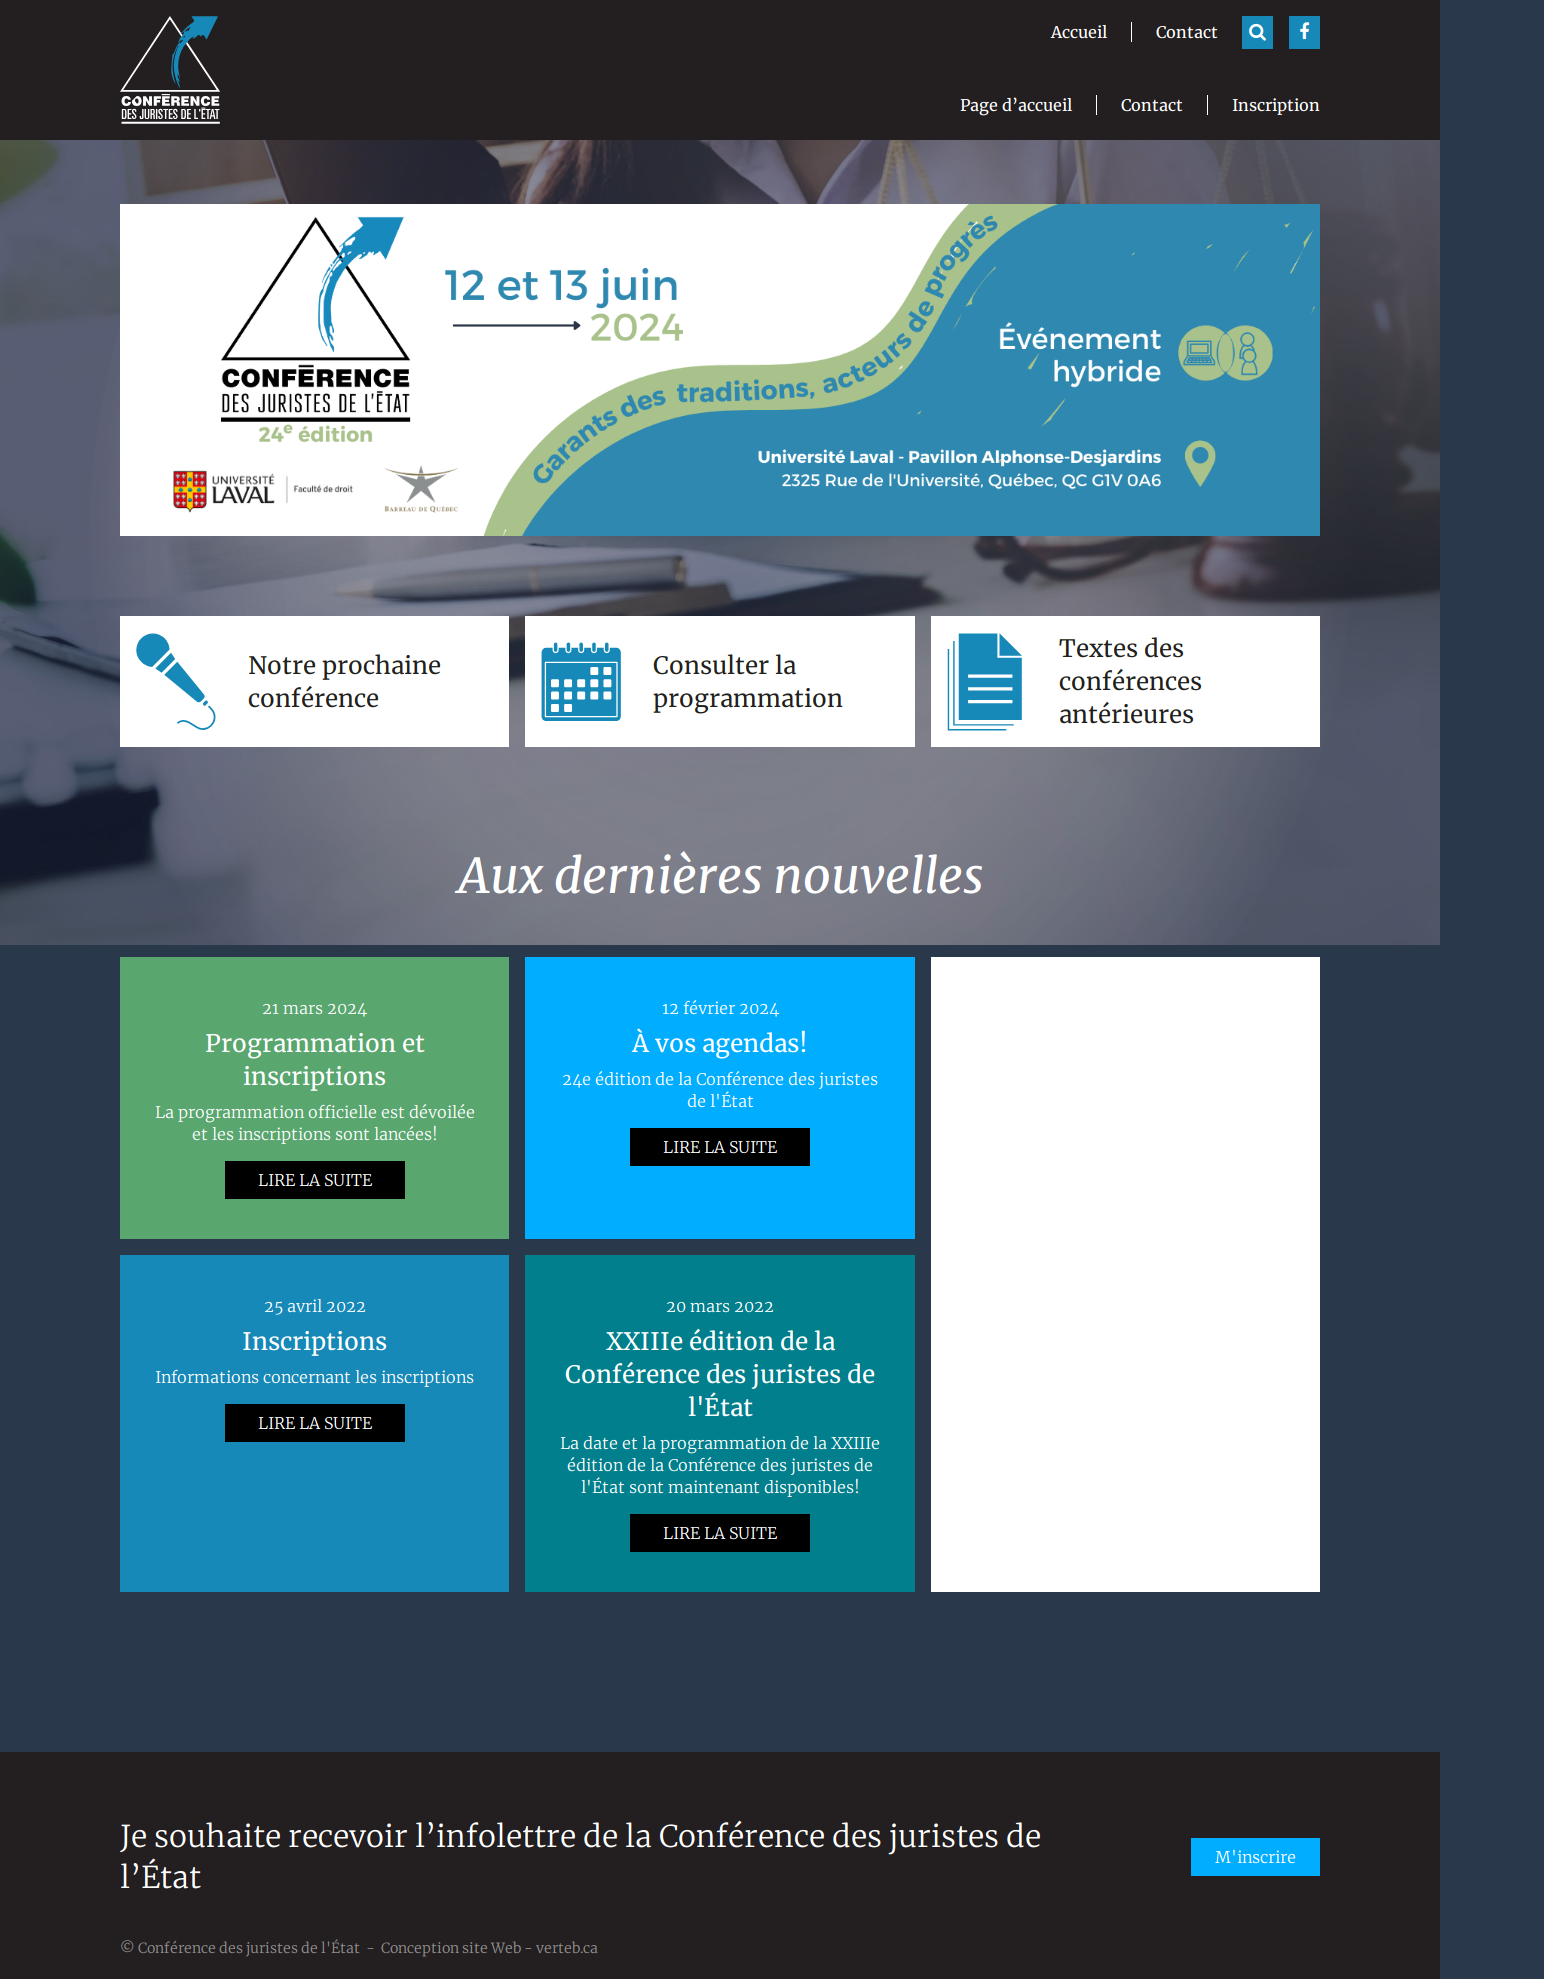 CONFÉRENCE
DES JURISTES DE L'ÉTAT
Accueil
Contact
Page d’accueil
Contact
Inscription
CONFÉRENCE
DES JURISTES DE L'ÉTAT
24e édition
UNIVERSITÉ
LAVAL
Faculté de droit
BARREAU DE QUÉBEC
12 et 13 juin
2024
Garants des traditions, acteurs de progrès
Événement
hybride
Université Laval - Pavillon Alphonse-Desjardins
2325 Rue de l'Université, Québec, QC G1V 0A6
Notre prochaine
conférence
Consulter la
programmation
Textes des
conférences
antérieures
Aux dernières nouvelles
21 mars 2024
Programmation et
inscriptions
La programmation officielle est dévoilée
et les inscriptions sont lancées!
LIRE LA SUITE
12 février 2024
À vos agendas!
24e édition de la Conférence des juristes
de l'État
LIRE LA SUITE
25 avril 2022
Inscriptions
Informations concernant les inscriptions
LIRE LA SUITE
20 mars 2022
XXIIIe édition de la
Conférence des juristes de
l'État
La date et la programmation de la XXIIIe
édition de la Conférence des juristes de
l'État sont maintenant disponibles!
LIRE LA SUITE
Je souhaite recevoir l’infolettre de la Conférence des juristes de
l’État
M'inscrire
© Conférence des juristes de l'État - Conception site Web - verteb.ca